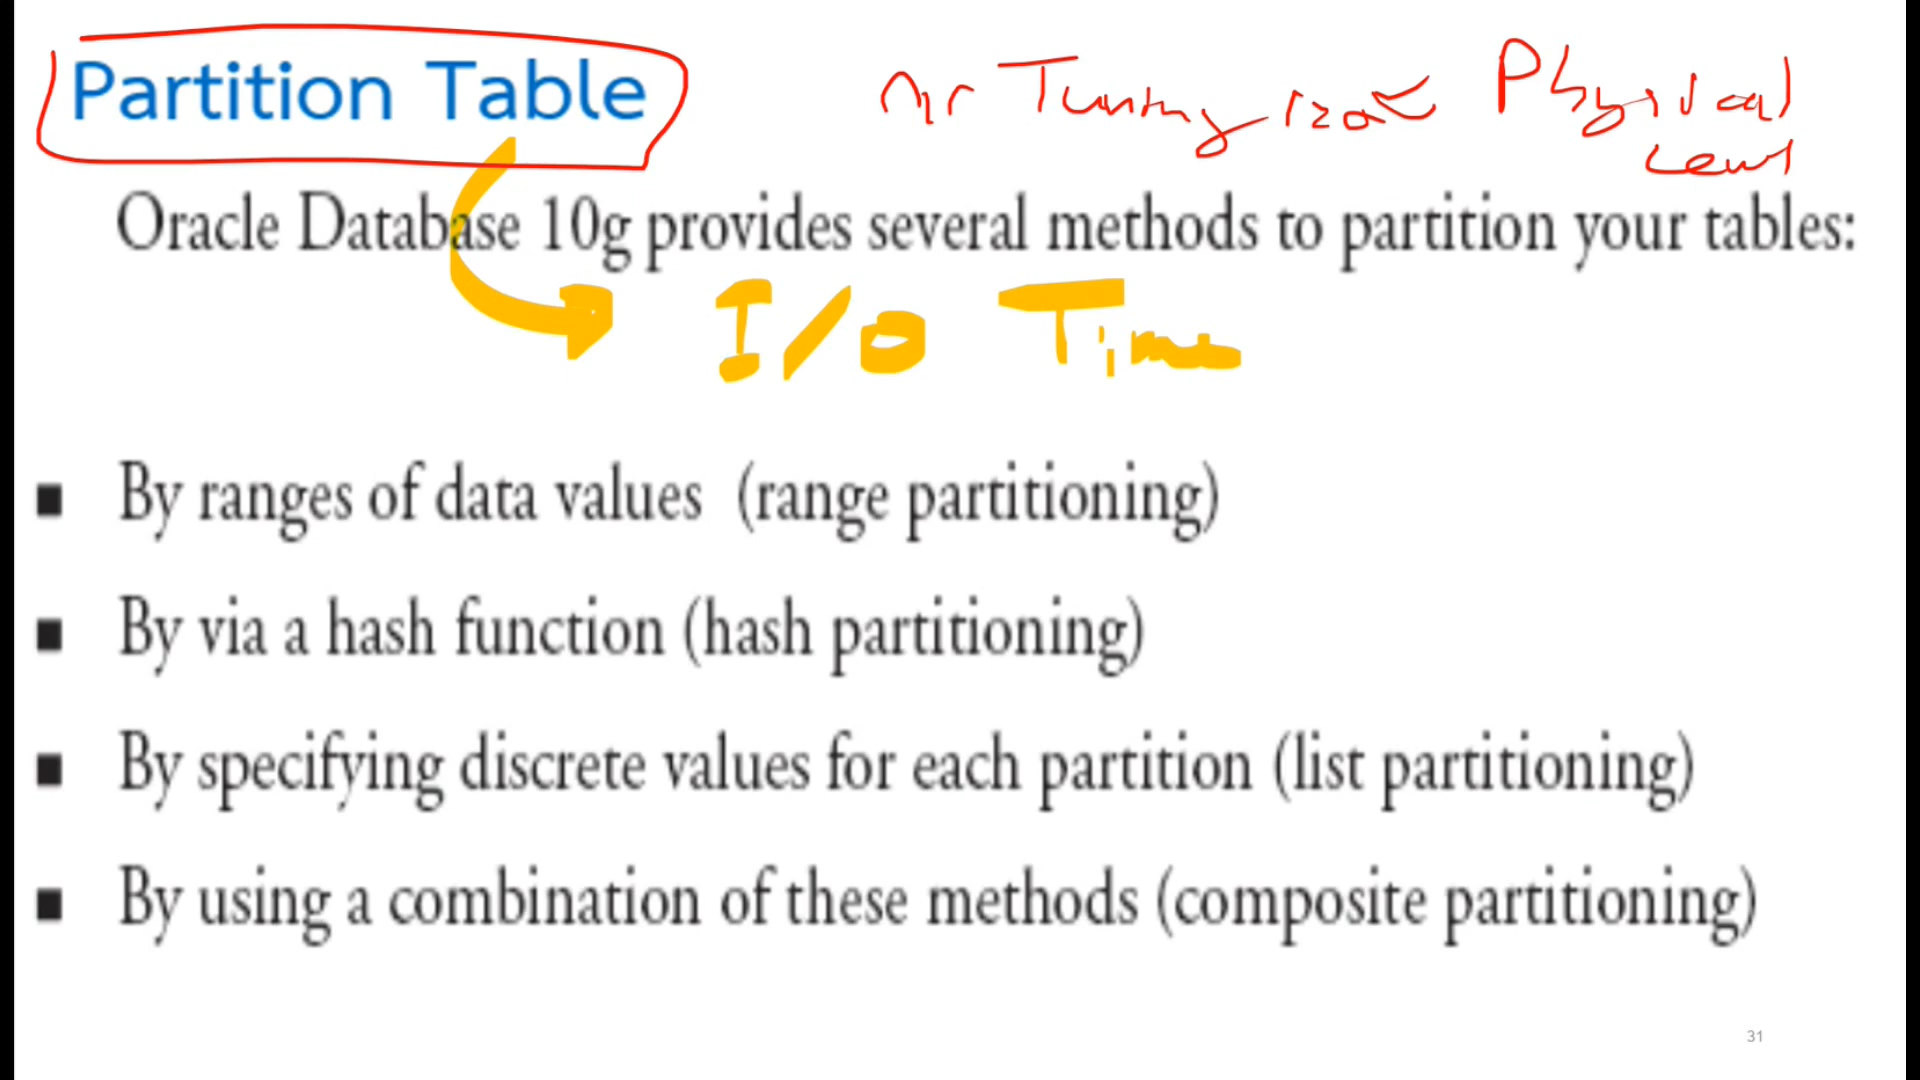 Partition Table
Tuning Physical
Level
Oracle Database 10g provides several methods to partition your tables:
I/O Time
■ By ranges of data values (range partitioning)
■ By via a hash function (hash partitioning)
■ By specifying discrete values for each partition (list partitioning)
■ By using a combination of these methods (composite partitioning)
31